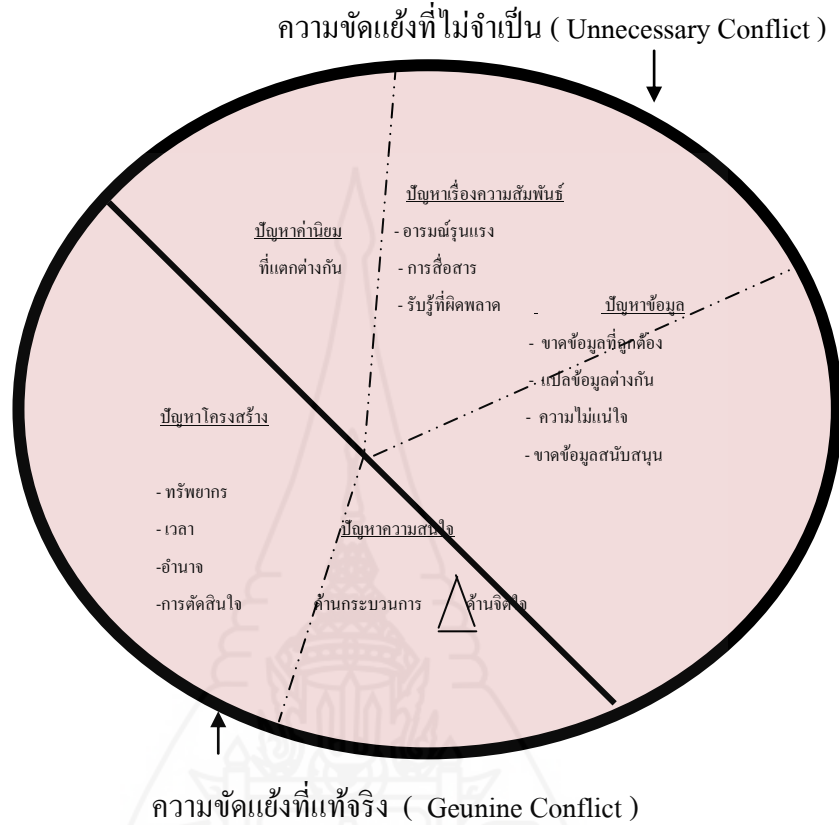 ความขัดแย้งที่ไม่จำเป็น ( Unnecessary Conflict )
ปัญหาเรื่องความสัมพันธ์
- อารมณ์รุนแรง
- การสื่อสาร
- รับรู้ที่ผิดพลาด
ปัญหาค่านิยม
ที่แตกต่างกัน
- ปัญหาข้อมูล
- ขาดข้อมูลที่ถูกต้อง
- แปลข้อมูลต่างกัน
- ความไม่แน่ใจ
- ขาดข้อมูลสนับสนุน
ปัญหาโครงสร้าง
- ทรัพยากร
- เวลา
-อำนาจ
-การตัดสินใจ
ปัญหาความสนใจ
ด้านกระบวนการ ด้านจิตใจ
ความขัดแย้งที่แท้จริง ( Geunine Conflict )